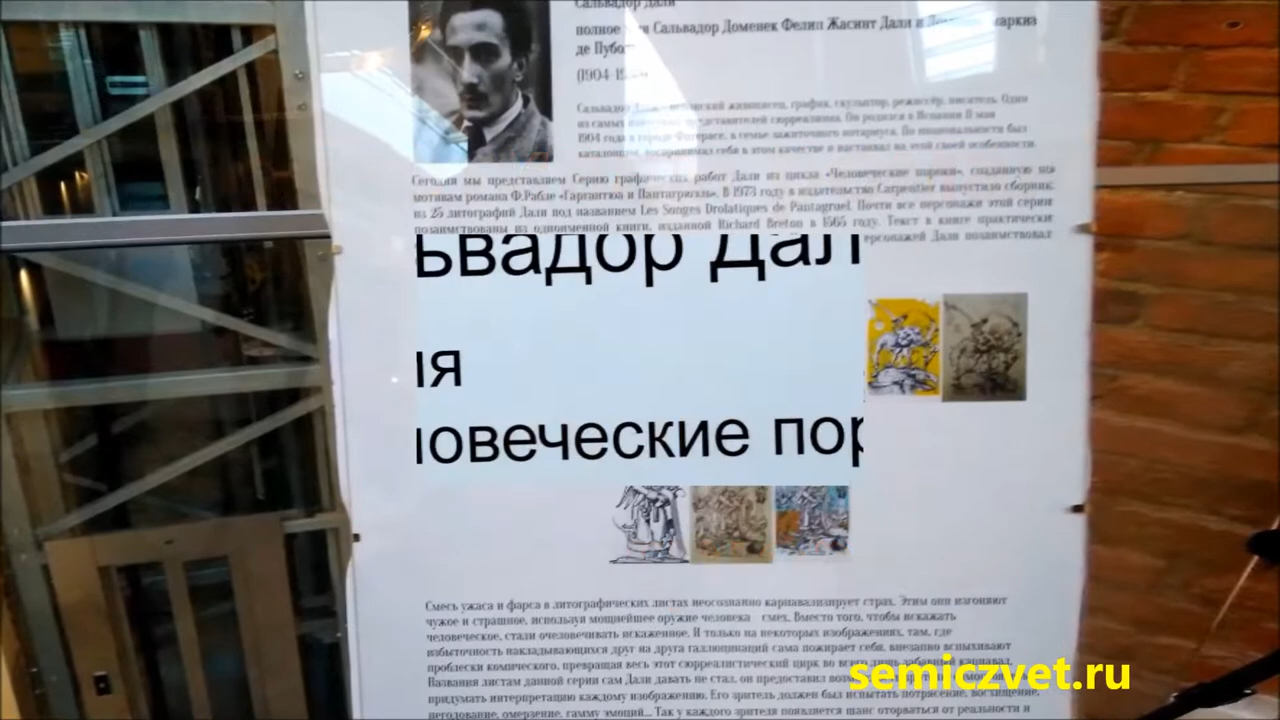 Сальвадор Дали
полное Сальвадор Доменек Фелип Жасинт Дали и маркиз
де Пубол
(1904-1
Сальвадор испанский живописец, график, скульптор, режиссёр, писатель. Один
из самых представителей сюрреализма. Он родился в Испании 11 мая
1904 года в городе Фигерасе, в семье зажиточного нотариуса. По национальности был
каталонцем, воспринимал себя в этом качестве и настаивал на этой своей особенности.
Сегодня мы представляем Серию графических работ Дали из цикла «Человеческие пороки», созданную по
мотивам романа Ф.Рабле «Гаргантюа и Пантагрюэль». В 1973 году в издательство Carpentier выпустило сборник
из 25 литографий Дали под названием Les Songes Drolatiques de Pantagruel. Почти все персонажи этой серии
позаимствованы из одноименной книги, изданной Richard Breton в 1565 году. Текст в книге практически
ерсонажей Дали позаимствовал
ьвадор Дал
ия
ловеческие пор
Смесь ужаса и фарса в литографических листах неосознанно карнавализирует страх. Этим они изгоняют
чужое и страшное, используя мощнейшее оружие человека смех. Вместо того, чтобы искажать
человеческое, стали очеловечивать искаженное. И только на некоторых изображениях, там, где
избыточность накладывающихся друг на друга галлюцинаций сама пожирает себя, внезапно вспыхивают
проблески комического, превращая весь этот сюрреалистический цирк во забавный карнавал.
Названия листам данной серии сам Дали давать не стал, он предоставил
придумать интерпретацию каждому изображению. Его зритель должен был испытать потрясение, восхищение,
негодование, омерзение, гамму эмоций... Так у каждого зрителя появляется шанс оторваться от реальности и
semiczvet.ru